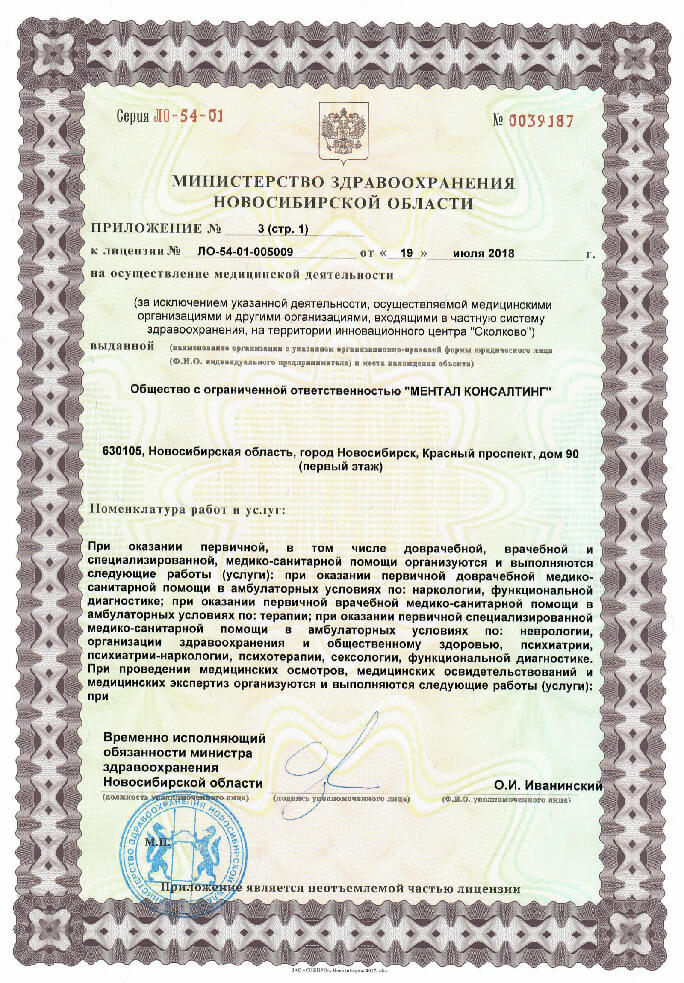 Серия ЛО-54-01
№ 0039187
МИНИСТЕРСТВО ЗДРАВООХРАНЕНИЯ
НОВОСИБИРСКОЙ ОБЛАСТИ
ПРИЛОЖЕНИЕ № 3 (стр. 1)
к лицензии № ЛО-54-01-005009 от « 19 » июля 2018 г.
на осуществление медицинской деятельности
(за исключением указанной деятельности, осуществляемой медицинскими
организациями и другими организациями, входящими в частную систему
здравоохранения, на территории инновационного центра "Сколково")
выданной (наименование организации с указанием организационно-правовой формы юридического лица
(Ф.И.О. индивидуального предпринимателя) и места нахождения объекта)
Общество с ограниченной ответственностью "МЕНТАЛ КОНСАЛТИНГ"
630105, Новосибирская область, город Новосибирск, Красный проспект, дом 90
(первый этаж)
Номенклатура работ и услуг:
При оказании первичной, в том числе доврачебной, врачебной и
специализированной, медико-санитарной помощи организуются и выполняются
следующие работы (услуги): при оказании первичной доврачебной медико-
санитарной помощи в амбулаторных условиях по: наркологии, функциональной
диагностике; при оказании первичной врачебной медико-санитарной помощи в
амбулаторных условиях по: терапии; при оказании первичной специализированной
медико-санитарной помощи в амбулаторных условиях по: неврологии,
организации здравоохранения и общественному здоровью, психиатрии,
психиатрии-наркологии, психотерапии, сексологии, функциональной диагностике.
При проведении медицинских осмотров, медицинских освидетельствований и
медицинских экспертиз организуются и выполняются следующие работы (услуги):
при
Временно исполняющий
обязанности министра
здравоохранения
Новосибирской области О.И. Иванинский
(должность уполномоченного лица) (подпись уполномоченного лица) (Ф.И.О. уполномоченного лица)
МИНИСТЕРСТВО ЗДРАВООХРАНЕНИЯ НОВОСИБИРСКОЙ ОБЛАСТИ
М.П.
Приложение является неотъемлемой частью лицензии